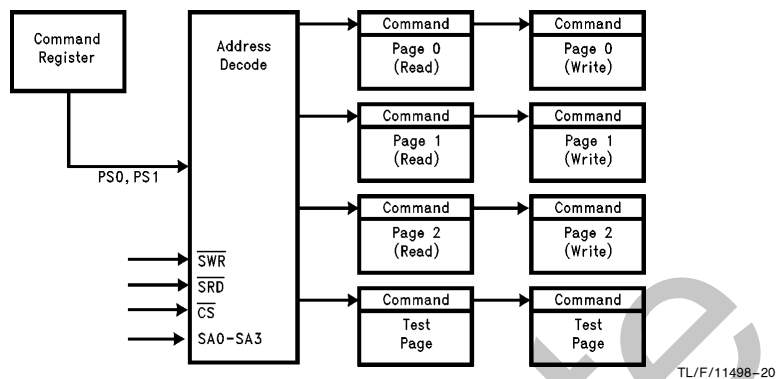 Command
Register
PS0, PS1
Address
Decode
SWR
SRD
CS
SA0-SA3
Command
Page 0
(Read)
Command
Page 0
(Write)
Command
Page 1
(Read)
Command
Page 1
(Write)
Command
Page 2
(Read)
Command
Page 2
(Write)
Command
Test
Page
Command
Test
Page
TL/F/11498–20